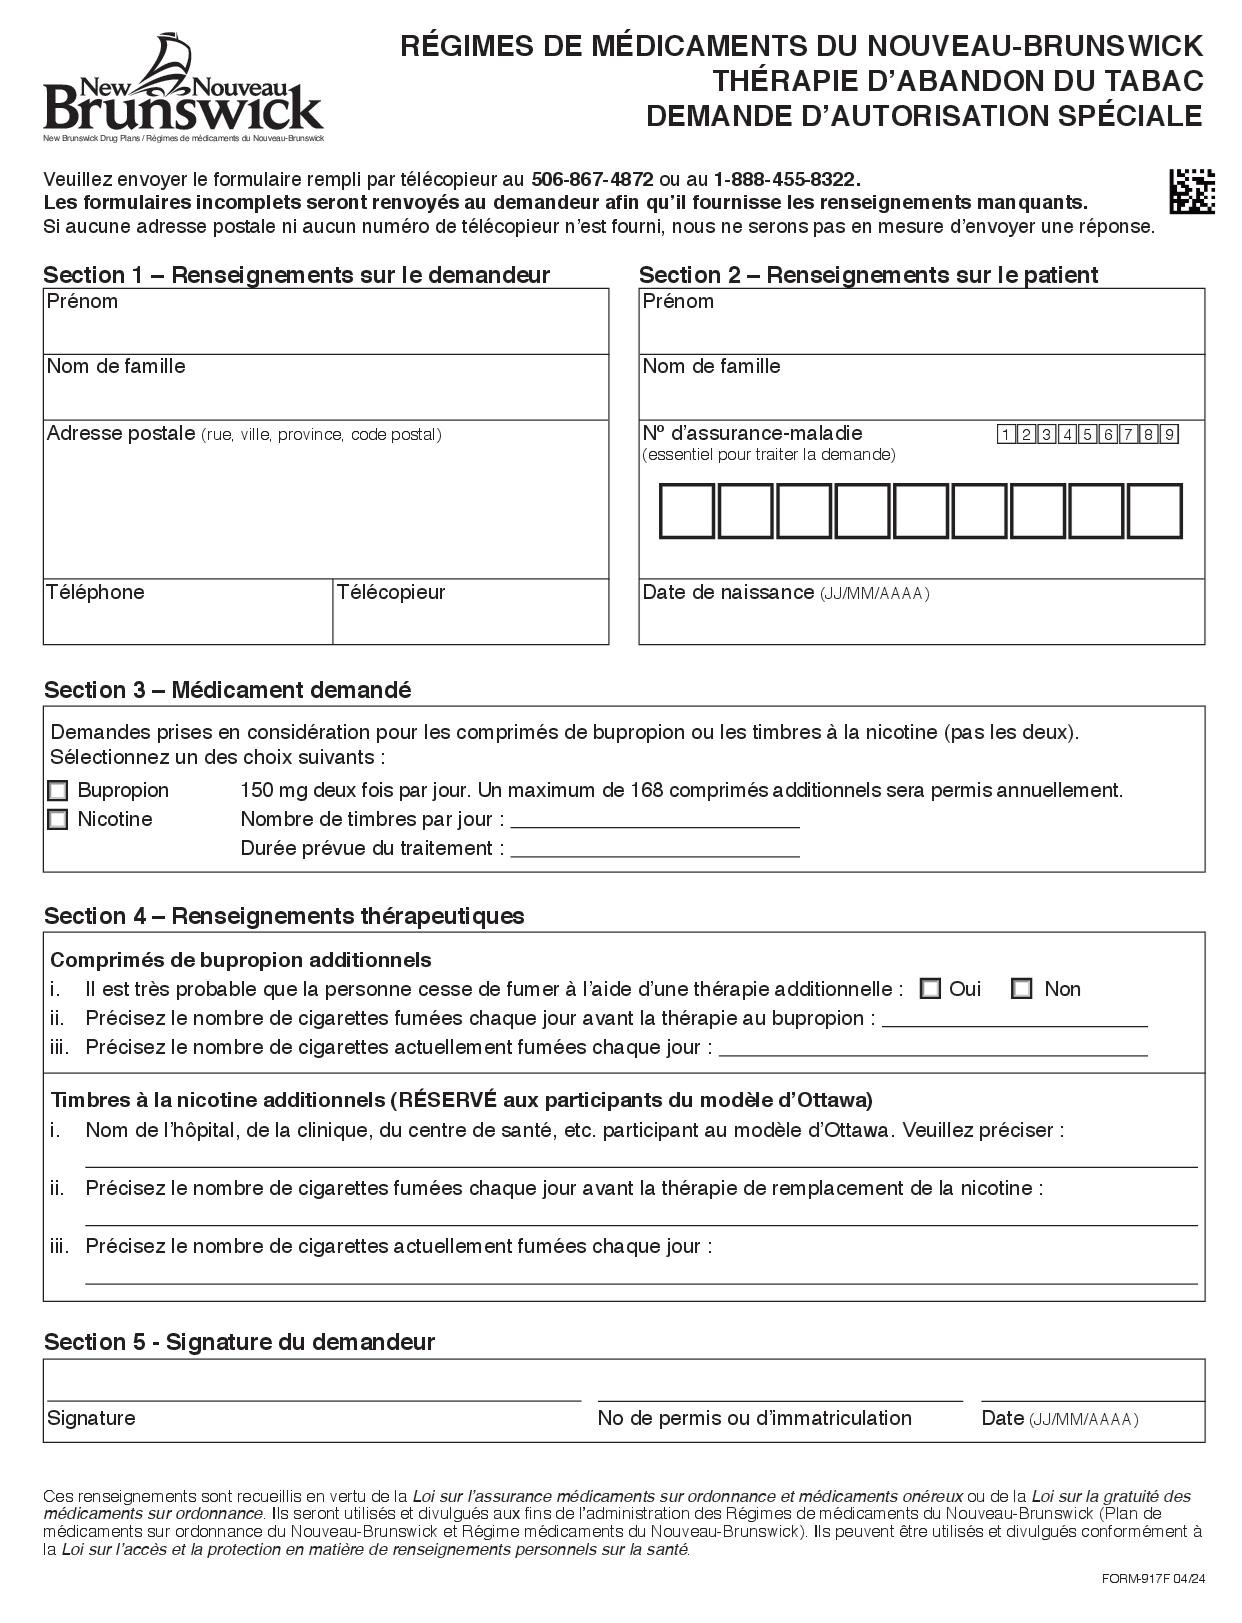 New Nouveau
Brunswick
New Brunswick Drug Plans / Régimes de médicaments du Nouveau-Brunswick
RÉGIMES DE MÉDICAMENTS DU NOUVEAU-BRUNSWICK
THÉRAPIE D’ABANDON DU TABAC
DEMANDE D’AUTORISATION SPÉCIALE
Veuillez envoyer le formulaire rempli par télécopieur au 506-867-4872 ou au 1-888-455-8322.
Les formulaires incomplets seront renvoyés au demandeur afin qu’il fournisse les renseignements manquants.
Si aucune adresse postale ni aucun numéro de télécopieur n’est fourni, nous ne serons pas en mesure d’envoyer une réponse.
Section 1 – Renseignements sur le demandeur
Prénom
Nom de famille
Adresse postale (rue, ville, province, code postal)
Téléphone
Télécopieur
Section 2 – Renseignements sur le patient
Prénom
Nom de famille
Nº d’assurance-maladie 1 2 3 4 5 6 7 8 9
(essentiel pour traiter la demande)
Date de naissance (JJ/MM/AAAA)
Section 3 – Médicament demandé
Demandes prises en considération pour les comprimés de bupropion ou les timbres à la nicotine (pas les deux).
Sélectionnez un des choix suivants :
Bupropion 150 mg deux fois par jour. Un maximum de 168 comprimés additionnels sera permis annuellement.
Nicotine Nombre de timbres par jour :
Durée prévue du traitement :
Section 4 – Renseignements thérapeutiques
Comprimés de bupropion additionnels
i. Il est très probable que la personne cesse de fumer à l’aide d’une thérapie additionnelle : Oui Non
ii. Précisez le nombre de cigarettes fumées chaque jour avant la thérapie au bupropion :
iii. Précisez le nombre de cigarettes actuellement fumées chaque jour :
Timbres à la nicotine additionnels (RÉSERVÉ aux participants du modèle d’Ottawa)
i. Nom de l’hôpital, de la clinique, du centre de santé, etc. participant au modèle d’Ottawa. Veuillez préciser :
ii. Précisez le nombre de cigarettes fumées chaque jour avant la thérapie de remplacement de la nicotine :
iii. Précisez le nombre de cigarettes actuellement fumées chaque jour :
Section 5 - Signature du demandeur
Signature No de permis ou d’immatriculation Date (JJ/MM/AAAA)
Ces renseignements sont recueillis en vertu de la Loi sur l’assurance médicaments sur ordonnance et médicaments onéreux ou de la Loi sur la gratuité des
médicaments sur ordonnance. Ils seront utilisés et divulgués aux fins de l’administration des Régimes de médicaments du Nouveau-Brunswick (Plan de
médicaments sur ordonnance du Nouveau-Brunswick et Régime médicaments du Nouveau-Brunswick). Ils peuvent être utilisés et divulgués conformément à
la Loi sur l’accès et la protection en matière de renseignements personnels sur la santé.
FORM-917F 04/24